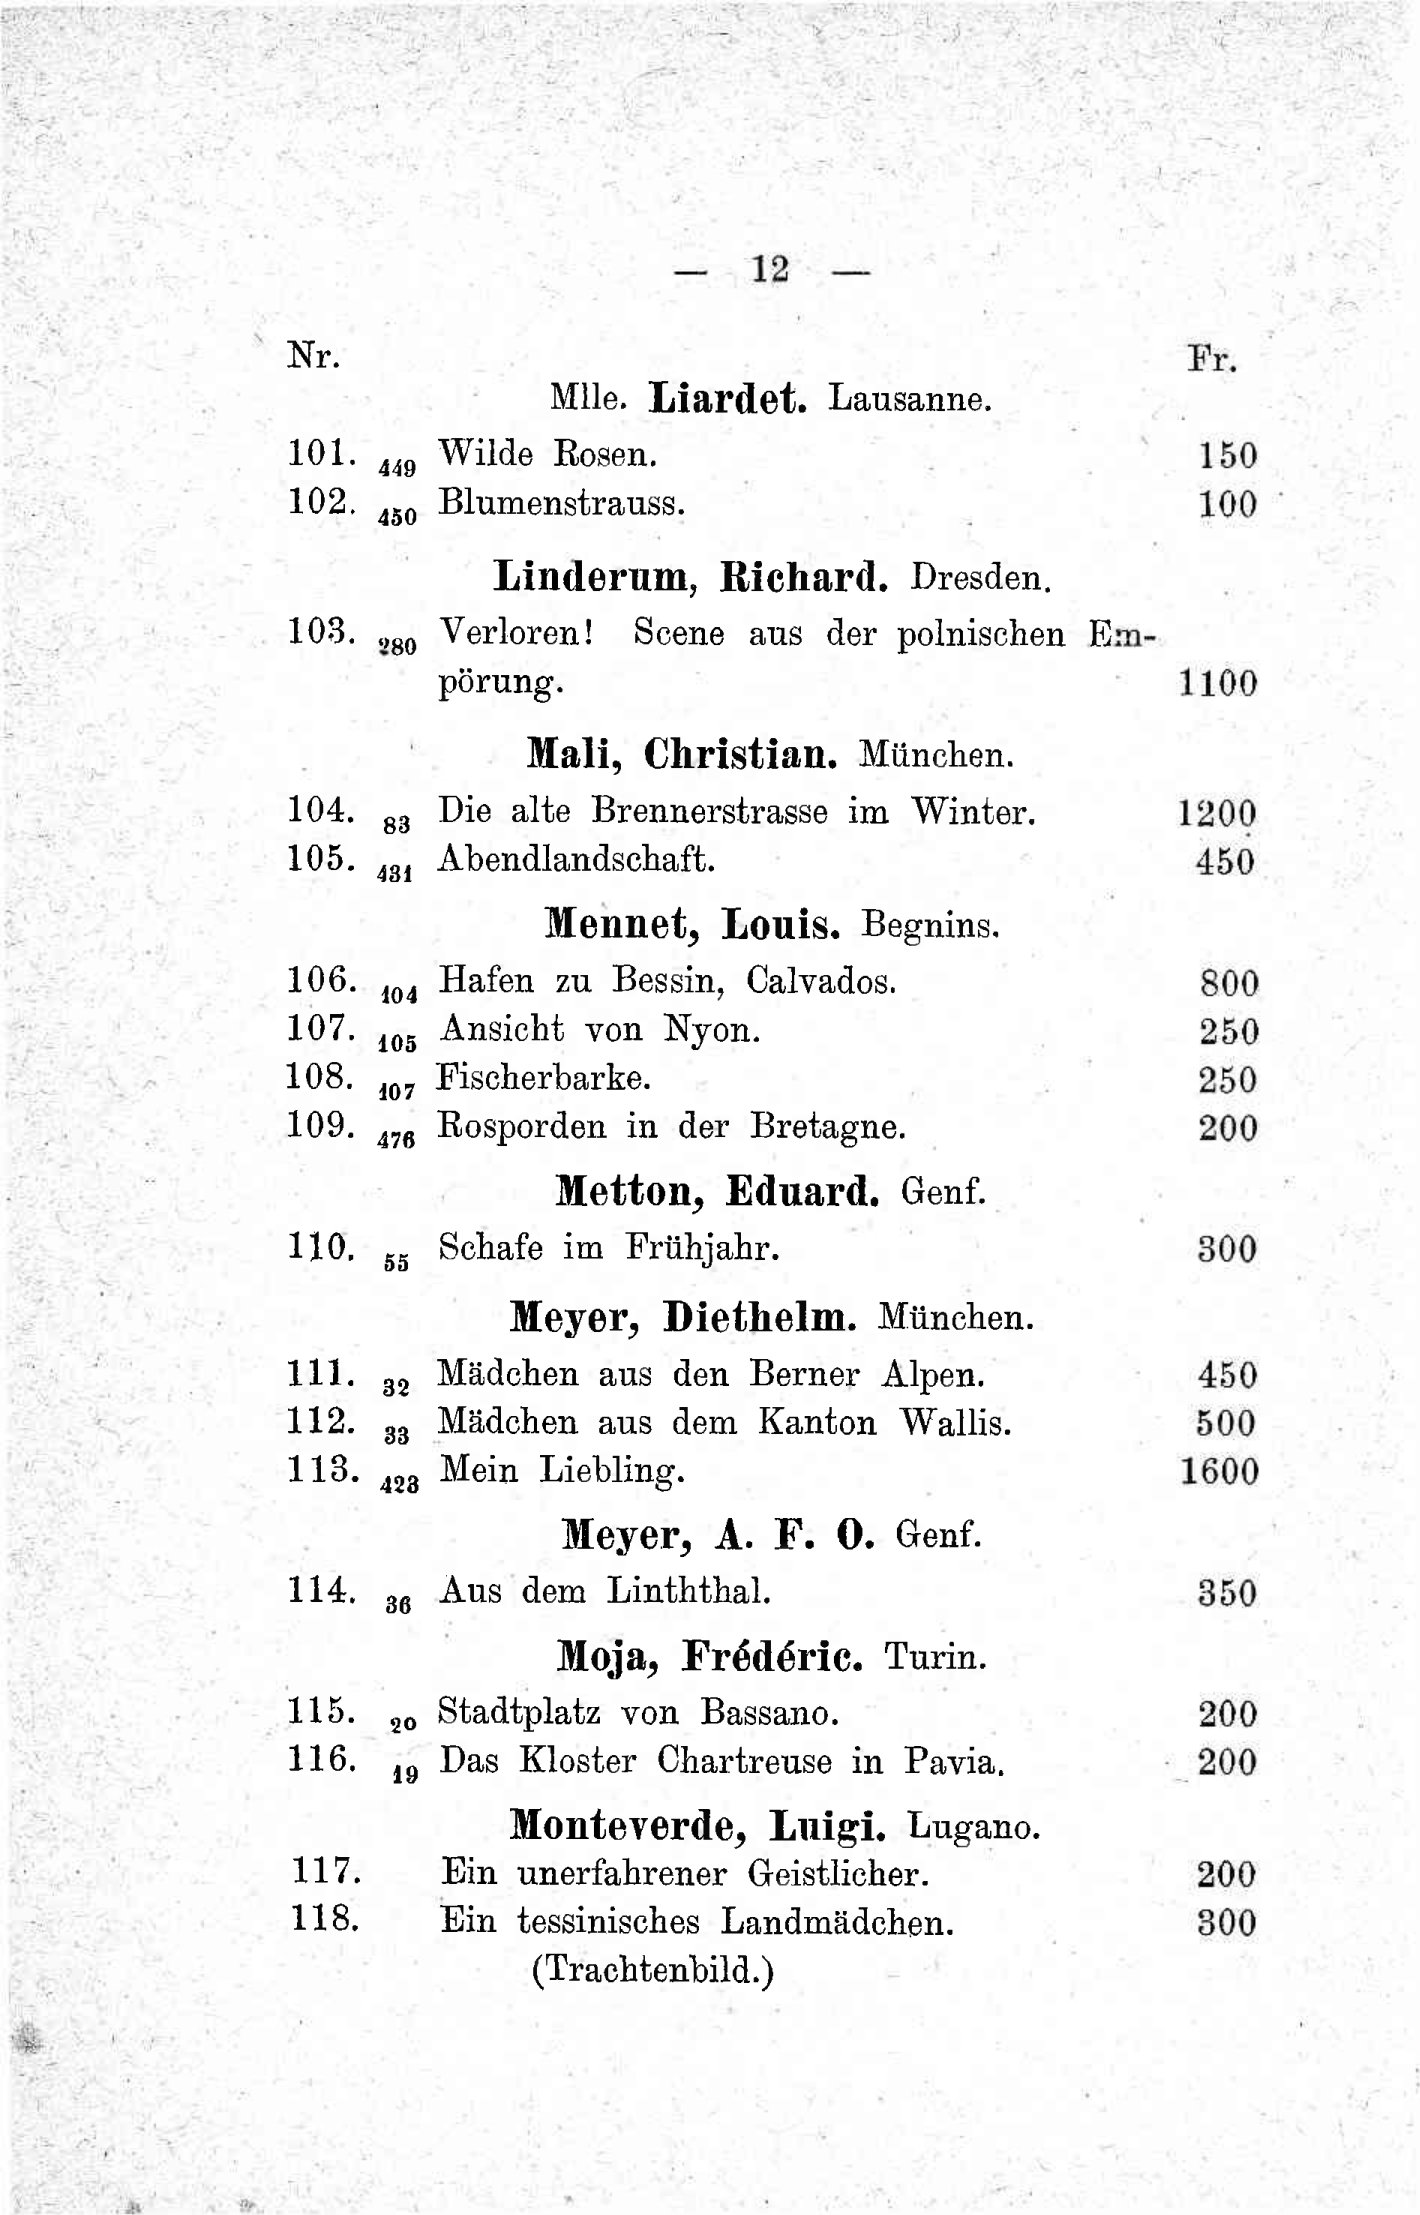 — 12 —
Nr. Fr.
Mlle. Liardet. Lausanne.
101. 449 Wilde Rosen. 150
102. 450 Blumenstrauss. 100
Linderum, Richard. Dresden.
103. 280 Verloren! Scene aus der polnischen Em-
pörung. 1100
Mali, Christian. München.
104. 83 Die alte Brennerstrasse im Winter. 1200
105. 431 Abendlandschaft. 450
Mennet, Louis. Begnins.
106. 104 Hafen zu Bessin, Calvados. 800
107. 105 Ansicht von Nyon. 250
108. 107 Fischerbarke. 250
109. 476 Rosporden in der Bretagne. 200
Metton, Eduard. Genf.
110. 55 Schafe im Frühjahr. 300
Meyer, Diethelm. München.
111. 32 Mädchen aus den Berner Alpen. 450
112. 33 Mädchen aus dem Kanton Wallis. 500
113. 423 Mein Liebling. 1600
Meyer, A. F. O. Genf.
114. 36 Aus dem Linththal. 350
Moja, Frédéric. Turin.
115. 20 Stadtplatz von Bassano. 200
116. 19 Das Kloster Chartreuse in Pavia. 200
Monteverde, Luigi. Lugano.
117. Ein unerfahrener Geistlicher. 200
118. Ein tessinisches Landmädchen. 300
(Trachtenbild.)